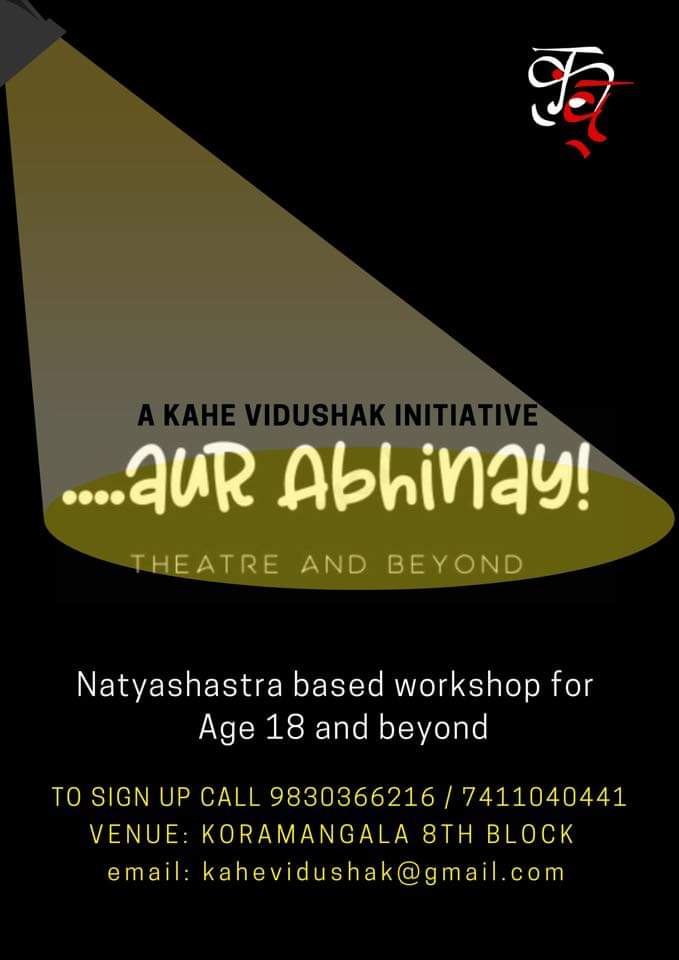 A KAHE VIDUSHAK INITIATIVE
....aUR Abhinay!
THEATRE AND BEYOND
Natyashastra based workshop for
Age 18 and beyond
TO SIGN UP CALL 9830366216 / 7411040441
VENUE: KORAMANGALA 8TH BLOCK
email: kahevidushak@gmail.com